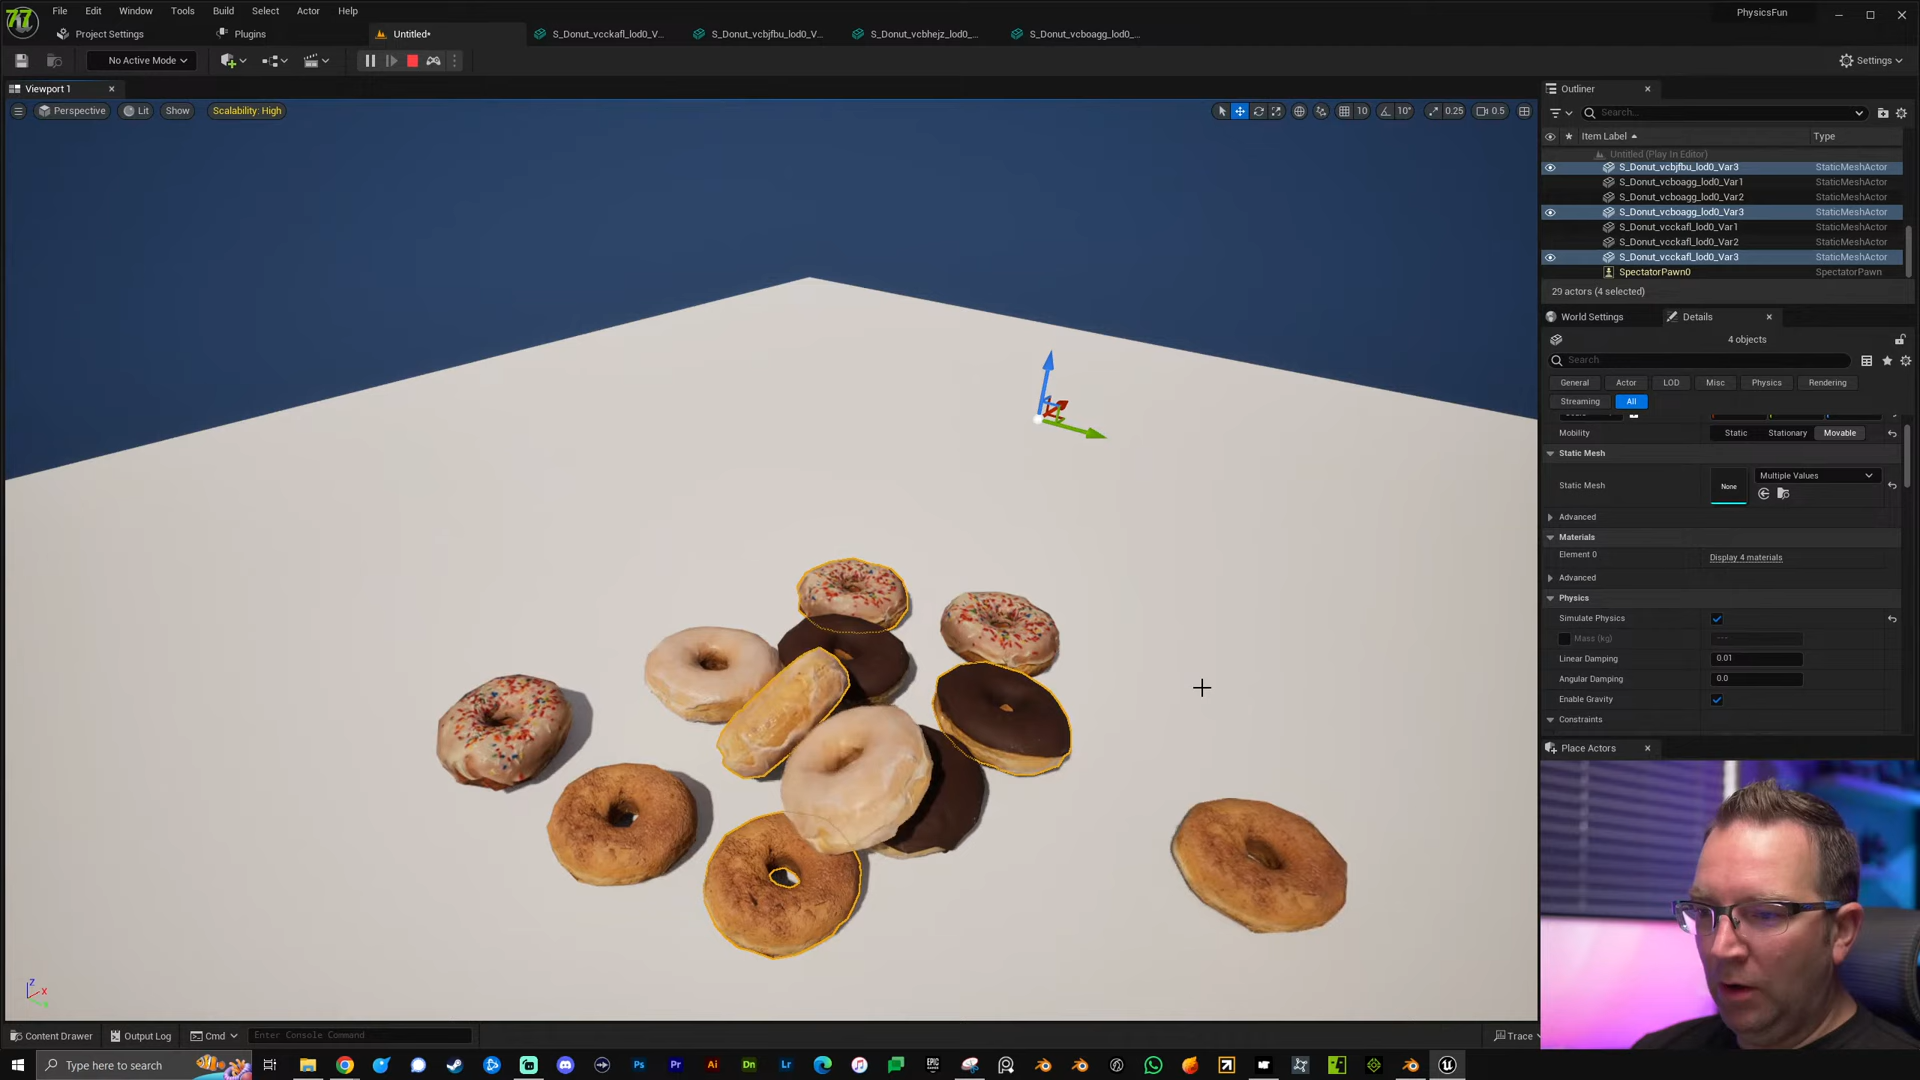 File Edit Window Tools Build Select Actor Help
PhysicsFun
Project Settings Plugins Untitled* S_Donut_vcckafl_lod0_V... S_Donut_vcbjfbu_lod0_V... S_Donut_vcbhejz_lod0_... S_Donut_vcboagg_lod0_...
No Active Mode
Settings
Viewport 1
Perspective Lit Show Scalability: High
10 10° 0.25 0.5
Outliner
Search...
Item Label Type
Untitled (Play In Editor)
S_Donut_vcbjfbu_lod0_Var3 StaticMeshActor
S_Donut_vcboagg_lod0_Var1 StaticMeshActor
S_Donut_vcboagg_lod0_Var2 StaticMeshActor
S_Donut_vcboagg_lod0_Var3 StaticMeshActor
S_Donut_vcckafl_lod0_Var1 StaticMeshActor
S_Donut_vcckafl_lod0_Var2 StaticMeshActor
S_Donut_vcckafl_lod0_Var3 StaticMeshActor
SpectatorPawn0 SpectatorPawn
29 actors (4 selected)
World Settings Details
4 objects
Search
General Actor LOD Misc Physics Rendering
Streaming All
Mobility Static Stationary Movable
Static Mesh
Static Mesh None Multiple Values
Advanced
Materials
Element 0 Display 4 materials
Advanced
Physics
Simulate Physics
Mass (kg) ---
Linear Damping 0.01
Angular Damping 0.0
Enable Gravity
Constraints
Place Actors
Z
X
Content Drawer Output Log Cmd Enter Console Command
Trace
Type here to search
Ps Pr Ai Dn Lr
EPIC